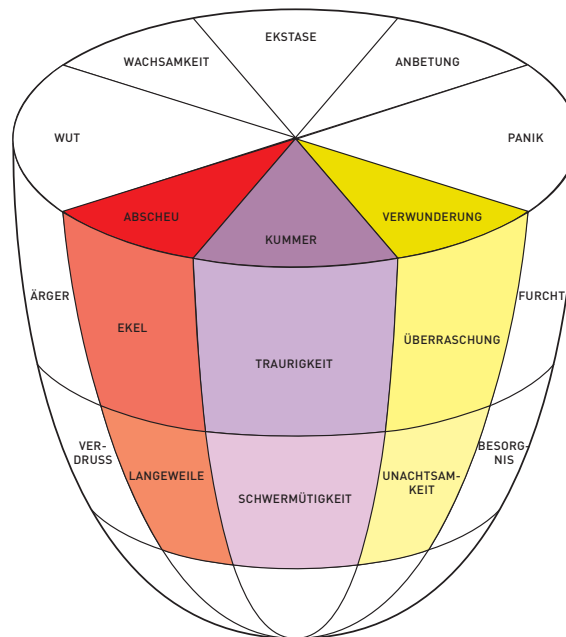 EKSTASE
WACHSAMKEIT
ANBETUNG
WUT
PANIK
ABSCHEU
KUMMER
VERWUNDERUNG
ÄRGER
EKEL
TRAURIGKEIT
ÜBERRASCHUNG
FURCHT
VER-
DRUSS
LANGEWEILE
SCHWERMÜTIGKEIT
UNACHTSAM-
KEIT
BESORG-
NIS